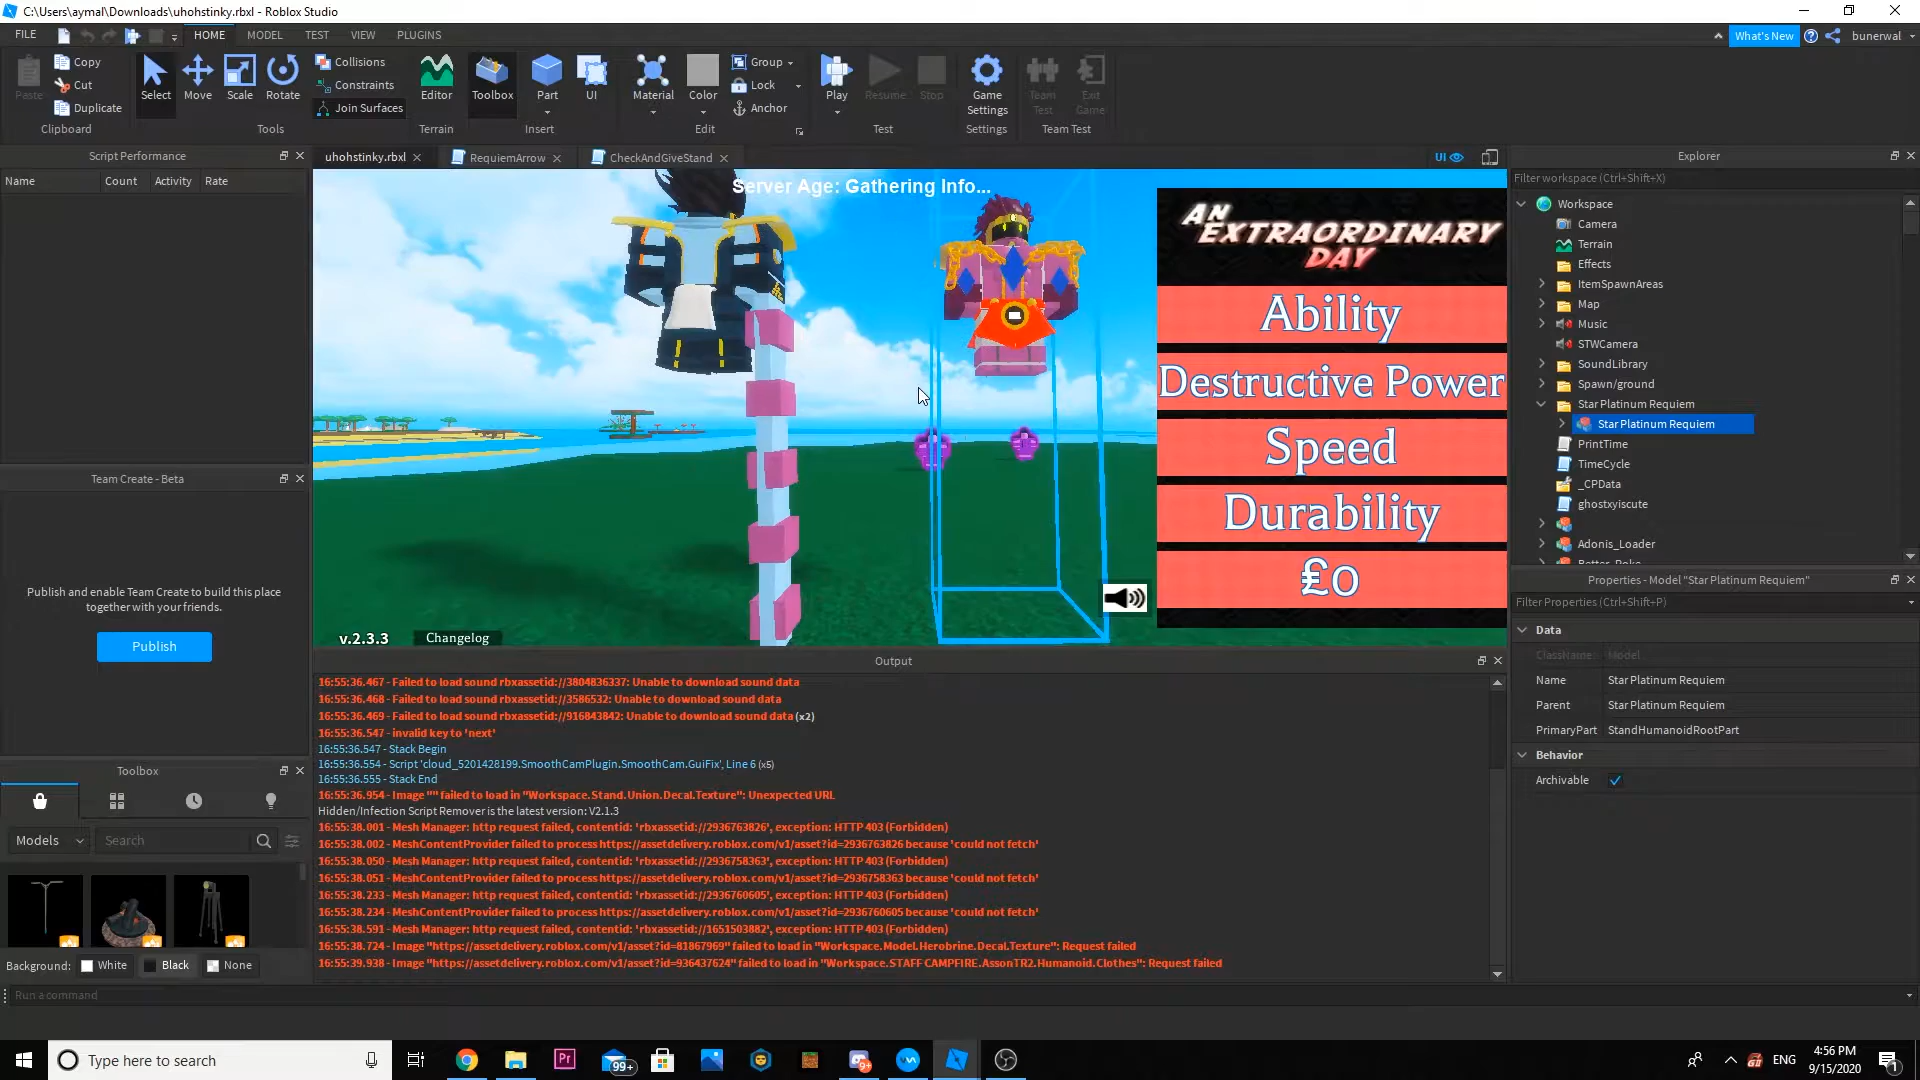 C:\Users\aymal\Downloads\uhohstinky.rbxl - Roblox Studio
FILE HOME MODEL TEST VIEW PLUGINS What's New bunerwal
Paste Copy Cut Duplicate Clipboard
Select Move Scale Rotate Collisions Constraints Join Surfaces Tools
Editor Terrain
Toolbox Part UI Insert
Material Color Group Lock Anchor Edit
Play Resume Stop Test
Game Settings Settings
Team Test Exit Game Team Test
Script Performance
Name Count Activity Rate
uhohstinky.rbxl RequiemArrow CheckAndGiveStand UI
Server Age: Gathering Info...
AN EXTRAORDINARY DAY
Ability
Destructive Power
Speed
Durability
£0
v.2.3.3 Changelog
Team Create - Beta
Publish and enable Team Create to build this
place together with your friends.
Publish
Toolbox
Models Search
Background: White Black None
Output
16:55:36.467 - Failed to load sound rbxassetid://3804836337: Unable to download sound data
16:55:36.468 - Failed to load sound rbxassetid://3586532: Unable to download sound data
16:55:36.469 - Failed to load sound rbxassetid://916843842: Unable to download sound data (x2)
16:55:36.547 - invalid key to 'next'
16:55:36.547 - Stack Begin
16:55:36.554 - Script 'cloud_5201428199.SmoothCamPlugin.SmoothCam.GuiFix', Line 6 (x5)
16:55:36.555 - Stack End
16:55:36.954 - Image "" failed to load in "Workspace.Stand.Union.Decal.Texture": Unexpected URL
Hidden/Infection Script Remover is the latest version: V2.1.3
16:55:38.001 - Mesh Manager: http request failed, contentid: 'rbxassetid://2936763826', exception: HTTP 403 (Forbidden)
16:55:38.002 - MeshContentProvider failed to process https://assetdelivery.roblox.com/v1/asset?id=2936763826 because 'could not fetch'
16:55:38.050 - Mesh Manager: http request failed, contentid: 'rbxassetid://2936758363', exception: HTTP 403 (Forbidden)
16:55:38.051 - MeshContentProvider failed to process https://assetdelivery.roblox.com/v1/asset?id=2936758363 because 'could not fetch'
16:55:38.233 - Mesh Manager: http request failed, contentid: 'rbxassetid://2936760605', exception: HTTP 403 (Forbidden)
16:55:38.234 - MeshContentProvider failed to process https://assetdelivery.roblox.com/v1/asset?id=2936760605 because 'could not fetch'
16:55:38.591 - Mesh Manager: http request failed, contentid: 'rbxassetid://1651503882', exception: HTTP 403 (Forbidden)
16:55:38.724 - Image "https://assetdelivery.roblox.com/v1/asset?id=81867969" failed to load in "Workspace.Model.Herobrine.Decal.Texture": Request failed
16:55:39.938 - Image "https://assetdelivery.roblox.com/v1/asset?id=936437624" failed to load in "Workspace.STAFF CAMPFIRE.AssonTR2.Humanoid.Clothes": Request failed
Explorer
Filter workspace (Ctrl+Shift+X)
Workspace
Camera
Terrain
Effects
ItemSpawnAreas
Map
Music
STWCamera
SoundLibrary
Spawn/ground
Star Platinum Requiem
Star Platinum Requiem
PrintTime
TimeCycle
_CPData
ghostxyiscute
Adonis_Loader
Properties - Model "Star Platinum Requiem"
Filter Properties (Ctrl+Shift+P)
Data
ClassName Model
Name Star Platinum Requiem
Parent Star Platinum Requiem
PrimaryPart StandHumanoidRootPart
Behavior
Archivable
Run a command
Type here to search
Pr 99+ ENG
4:56 PM
9/15/2020
1